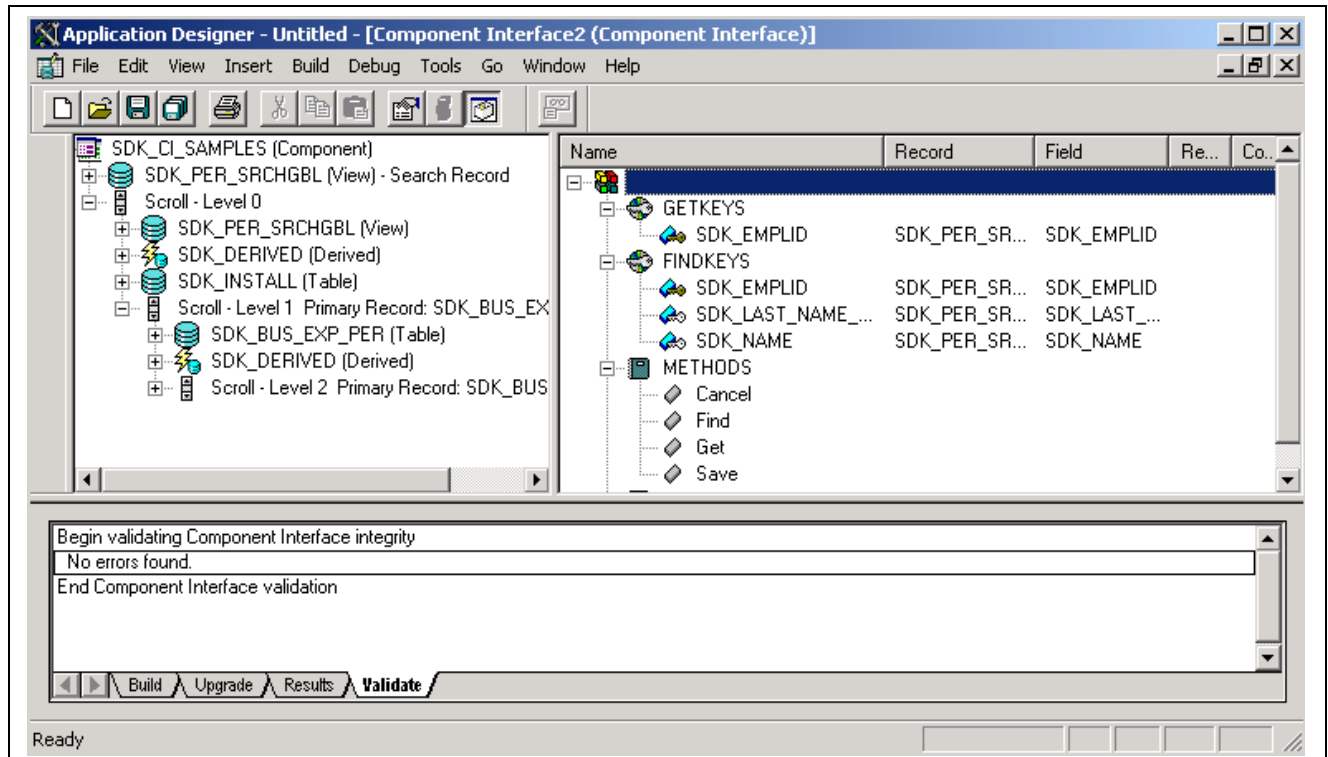 Application Designer - Untitled - [Component Interface2 (Component Interface)]
File Edit View Insert Build Debug Tools Go Window Help
SDK_CI_SAMPLES (Component)
SDK_PER_SRCHGBL (View) - Search Record
Scroll - Level 0
SDK_PER_SRCHGBL (View)
SDK_DERIVED (Derived)
SDK_INSTALL (Table)
Scroll - Level 1 Primary Record: SDK_BUS_EX
SDK_BUS_EXP_PER (Table)
SDK_DERIVED (Derived)
Scroll - Level 2 Primary Record: SDK_BUS
Name Record Field Re... Co...
GETKEYS
SDK_EMPLID SDK_PER_SR... SDK_EMPLID
FINDKEYS
SDK_EMPLID SDK_PER_SR... SDK_EMPLID
SDK_LAST_NAME_... SDK_PER_SR... SDK_LAST_...
SDK_NAME SDK_PER_SR... SDK_NAME
METHODS
Cancel
Find
Get
Save
Begin validating Component Interface integrity
No errors found.
End Component Interface validation
Build Upgrade Results Validate
Ready